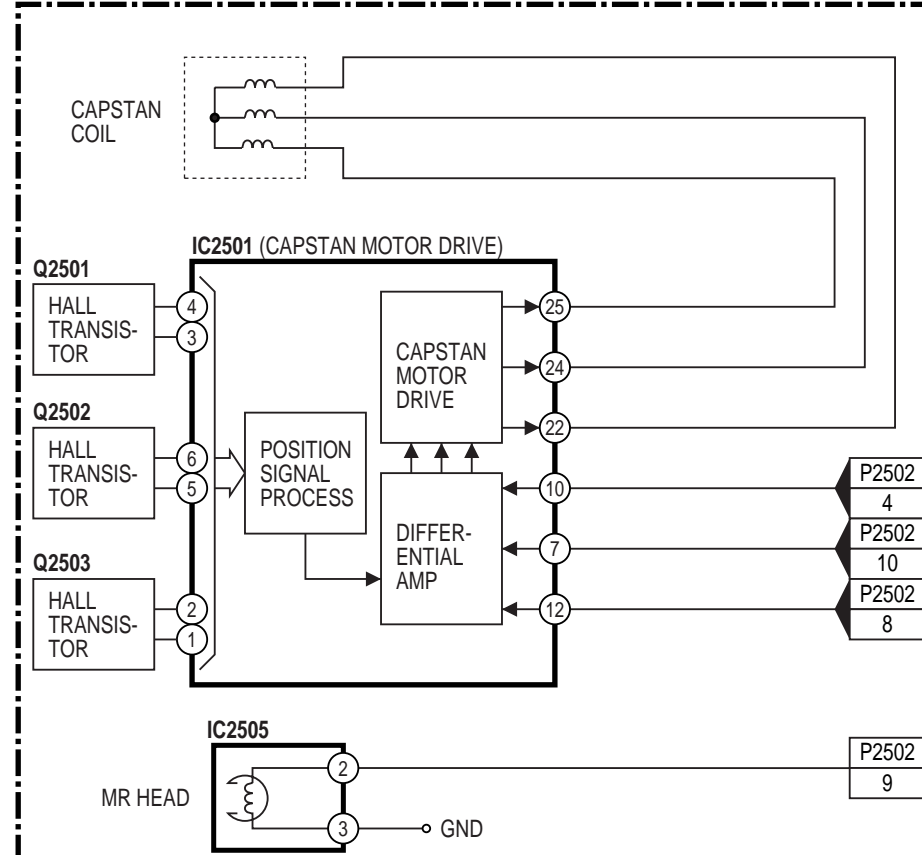 CAPSTAN
COIL
IC2501 (CAPSTAN MOTOR DRIVE)
Q2501
HALL
TRANSIS-
TOR
4
3
Q2502
HALL
TRANSIS-
TOR
6
5
Q2503
HALL
TRANSIS-
TOR
2
1
POSITION
SIGNAL
PROCESS
CAPSTAN
MOTOR
DRIVE
DIFFER-
ENTIAL
AMP
25
24
22
10
7
12
P2502
4
P2502
10
P2502
8
IC2505
MR HEAD
2
3
GND
P2502
9